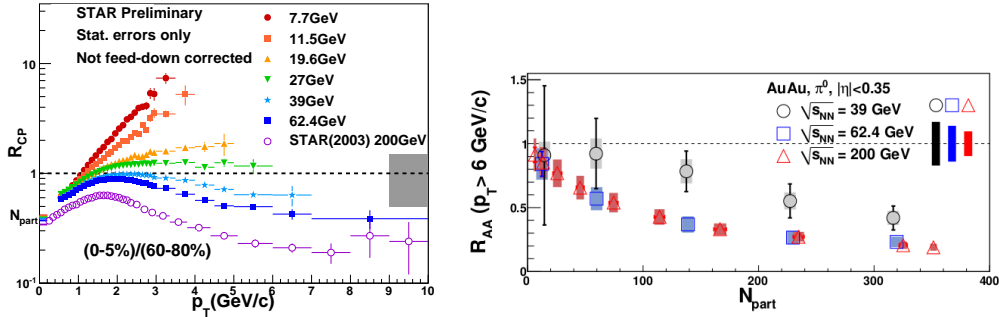 STAR Preliminary
Stat. errors only
Not feed-down corrected
7.7GeV
11.5GeV
19.6GeV
27GeV
39GeV
62.4GeV
STAR(2003) 200GeV
10
1
N_part
10^-1
R_CP
(0-5%)/(60-80%)
0 1 2 3 4 5 6 7 8 9 10
p_T(GeV/c)
AuAu, π^0, |η|<0.35
√s_NN = 39 GeV
√s_NN = 62.4 GeV
√s_NN = 200 GeV
1.5
1
0.5
0
R_AA (p_T > 6 GeV/c)
0 100 200 300 400
N_part